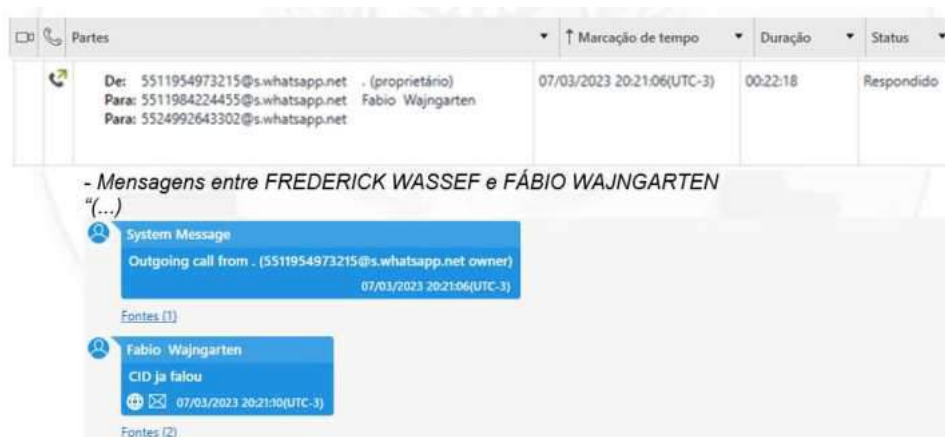 Partes ↑ Marcação de tempo Duração Status
De: 5511954973215@s.whatsapp.net . (proprietário) 07/03/2023 20:21:06(UTC-3) 00:22:18 Respondido
Para: 5511984224455@s.whatsapp.net Fabio Wajngarten
Para: 5524992643302@s.whatsapp.net
- Mensagens entre FREDERICK WASSEF e FÁBIO WAJNGARTEN
"(...)
System Message
Outgoing call from . (5511954973215@s.whatsapp.net owner)
07/03/2023 20:21:06(UTC-3)
Fontes (1)
Fabio Wajngarten
CID ja falou
07/03/2023 20:21:10(UTC-3)
Fontes (2)